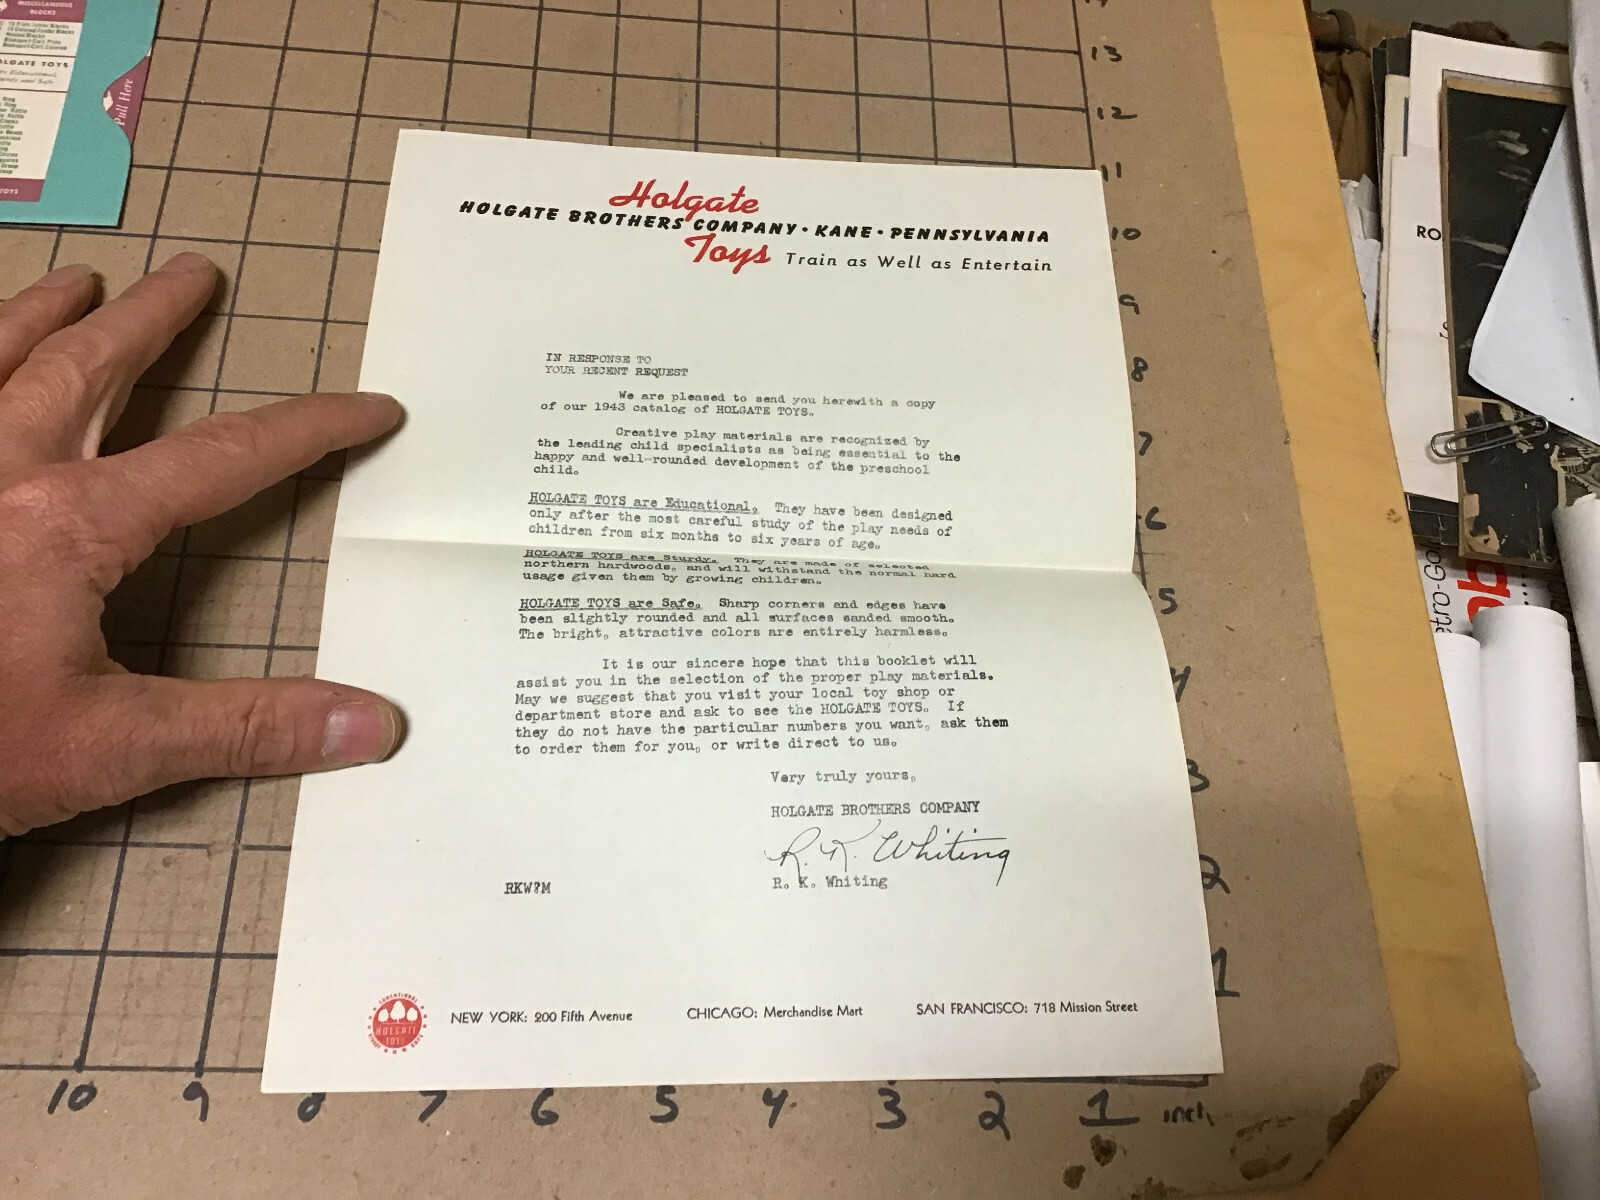 MISCELLANEOUS
BLOCKS
LGATE TOYS
Pull Here
TOYS
Holgate
HOLGATE BROTHERS COMPANY • KANE • PENNSYLVANIA
Toys Train as Well as Entertain
IN RESPONSE TO
YOUR RECENT REQUEST
We are pleased to send you herewith a copy
of our 1943 catalog of HOLGATE TOYS.
Creative play materials are recognized by
the leading child specialists as being essential to the
happy and well-rounded development of the preschool
child.
HOLGATE TOYS are Educational. They have been designed
only after the most careful study of the play needs of
children from six months to six years of age.
HOLGATE TOYS are Sturdy. They are made of selected
northern hardwoods, and will withstand the normal hard
usage given them by growing children.
HOLGATE TOYS are Safe. Sharp corners and edges have
been slightly rounded and all surfaces sanded smooth.
The bright, attractive colors are entirely harmless.
It is our sincere hope that this booklet will
assist you in the selection of the proper play materials.
May we suggest that you visit your local toy shop or
department store and ask to see the HOLGATE TOYS. If
they do not have the particular numbers you want, ask them
to order them for you, or write direct to us.
Very truly yours,
HOLGATE BROTHERS COMPANY
R. K. Whiting
R. K. Whiting
RKW?M
HOLGATE
TOYS
NEW YORK: 200 Fifth Avenue CHICAGO: Merchandise Mart SAN FRANCISCO: 718 Mission Street
13
12
11
10
9
8
7
6
5
4
3
2
1
10 9 8 7 6 5 4 3 2 1 inch
RO